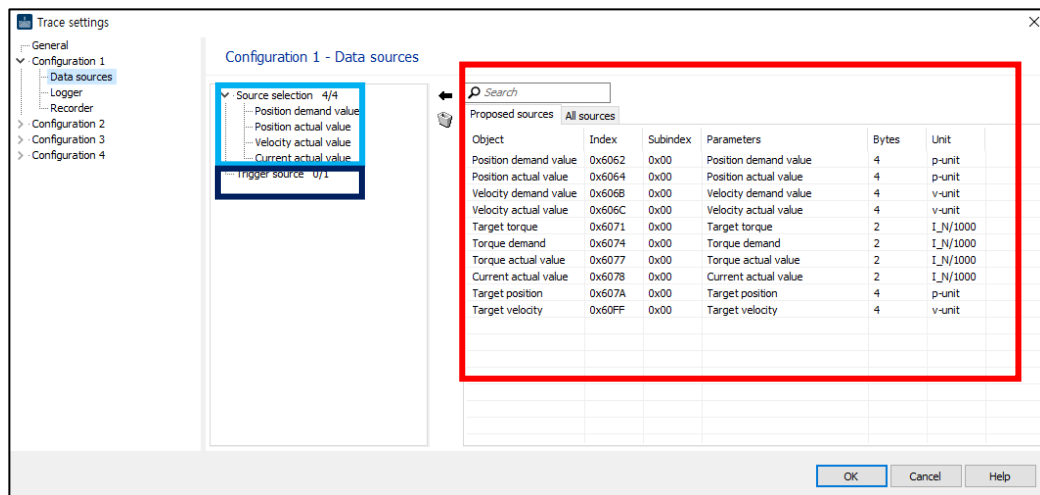 Trace settings
General
Configuration 1
Data sources
Logger
Recorder
Configuration 2
Configuration 3
Configuration 4
Configuration 1 - Data sources
Source selection 4/4
Position demand value
Position actual value
Velocity actual value
Current actual value
Trigger source 0/1
Search
Proposed sources All sources
Object Index Subindex Parameters Bytes Unit
Position demand value 0x6062 0x00 Position demand value 4 p-unit
Position actual value 0x6064 0x00 Position actual value 4 p-unit
Velocity demand value 0x606B 0x00 Velocity demand value 4 v-unit
Velocity actual value 0x606C 0x00 Velocity actual value 4 v-unit
Target torque 0x6071 0x00 Target torque 2 I_N/1000
Torque demand 0x6074 0x00 Torque demand 2 I_N/1000
Torque actual value 0x6077 0x00 Torque actual value 2 I_N/1000
Current actual value 0x6078 0x00 Current actual value 2 I_N/1000
Target position 0x607A 0x00 Target position 4 p-unit
Target velocity 0x60FF 0x00 Target velocity 4 v-unit
OK Cancel Help